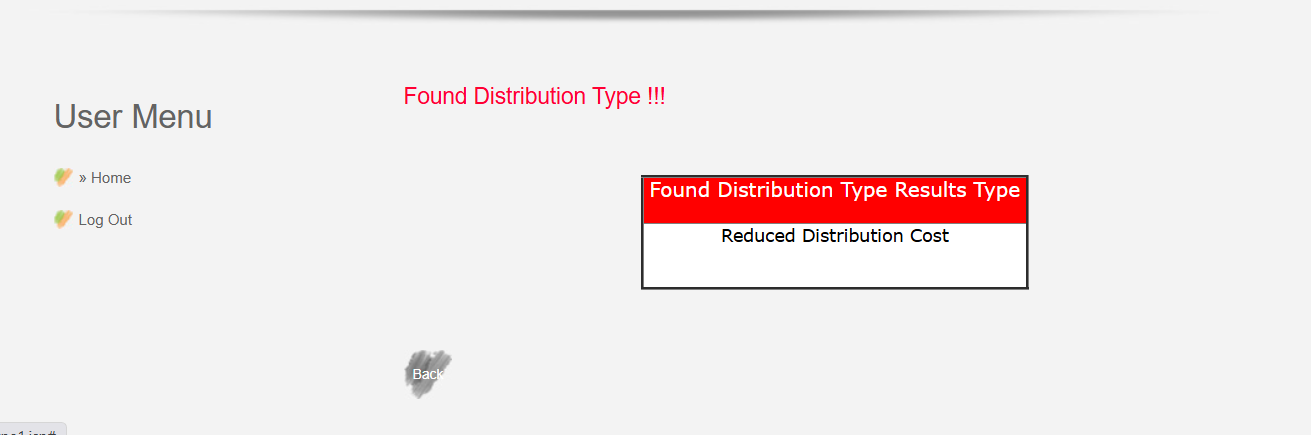 User Menu
» Home
Log Out
Found Distribution Type !!!
Found Distribution Type Results Type
Reduced Distribution Cost
Back